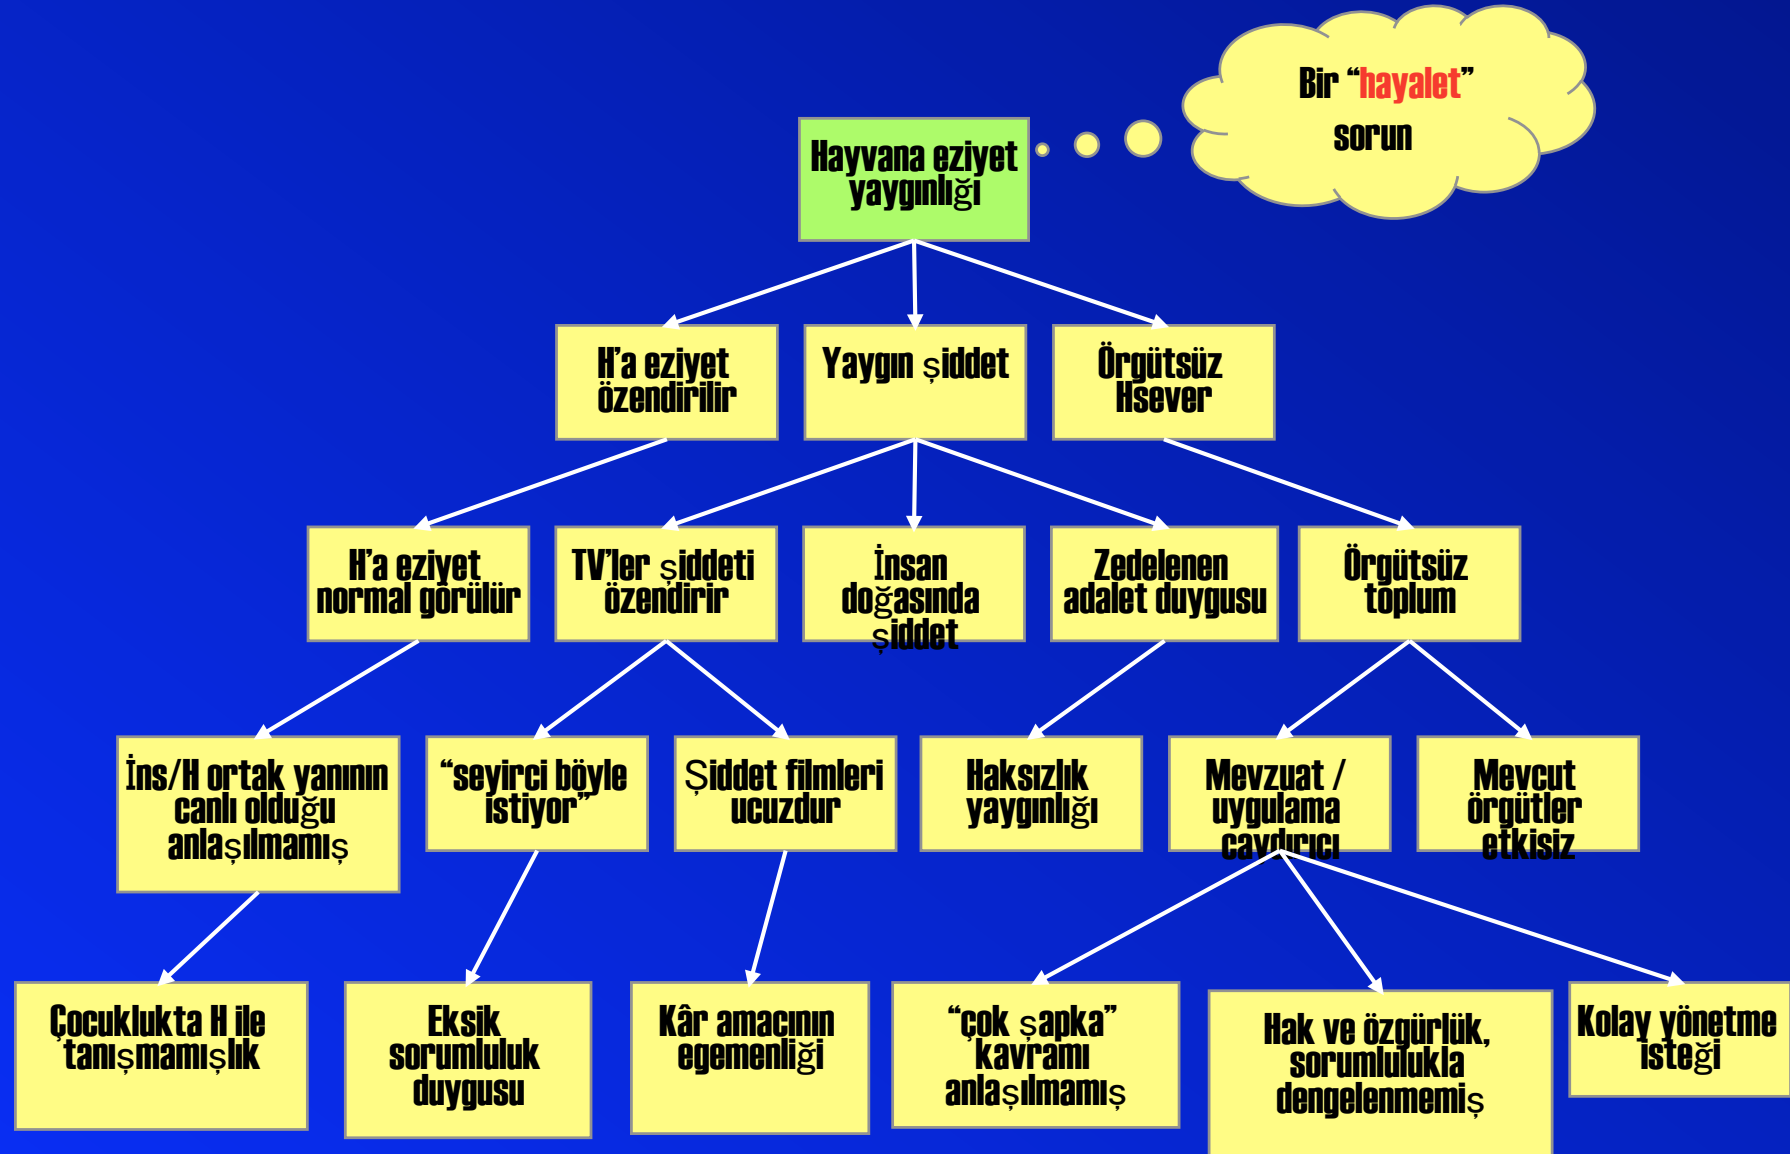 Bir “hayalet”
sorun
Hayvana eziyet
yaygınlığı
H’a eziyet
özendirilir
Yaygın şiddet
Örgütsüz
Hsever
H’a eziyet
normal görülür
TV’ler şiddeti
özendirir
İnsan
doğasında
şiddet
Zedelenen
adalet duygusu
Örgütsüz
toplum
İns/H ortak yanının
canlı olduğu
anlaşılmamış
“seyirci böyle
istiyor”
Şiddet filmleri
ucuzdur
Haksızlık
yaygınlığı
Mevzuat /
uygulama
caydırıcı
Mevcut
örgütler
etkisiz
Çocuklukta H ile
tanışmamışlık
Eksik
sorumluluk
duygusu
Kâr amacının
egemenliği
“çok şapka”
kavramı
anlaşılmamış
Hak ve özgürlük,
sorumlulukla
dengelenmemiş
Kolay yönetme
isteği